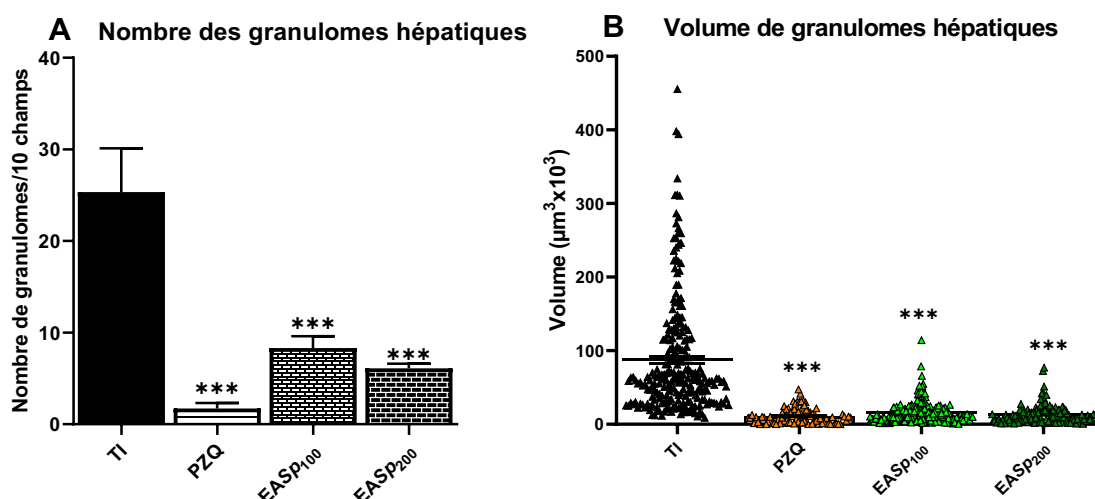 A Nombre des granulomes hépatiques
Nombre de granulomes/10 champs
40
30
20
10
0
***
***
***
TI
PZQ
EASp₁₀₀
EASp₂₀₀
B Volume de granulomes hépatiques
Volume (µm³x10³)
500
400
300
200
100
0
***
***
***
TI
PZQ
EASp₁₀₀
EASp₂₀₀